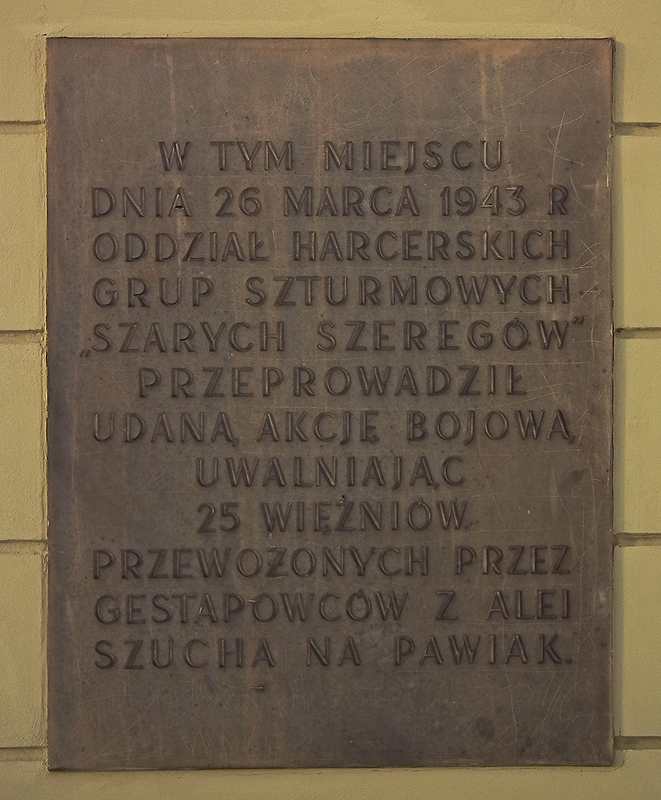 W TYM MIEJSCU
DNIA 26 MARCA 1943 R
ODDZIAŁ HARCERSKICH
GRUP SZTURMOWYCH
„SZARYCH SZEREGÓW”
PRZEPROWADZIŁ
UDANĄ AKCJĘ BOJOWĄ,
UWALNIAJĄC
25 WIĘŹNIÓW
PRZEWOŻONYCH PRZEZ
GESTAPOWCÓW Z ALEI
SZUCHA NA PAWIAK.